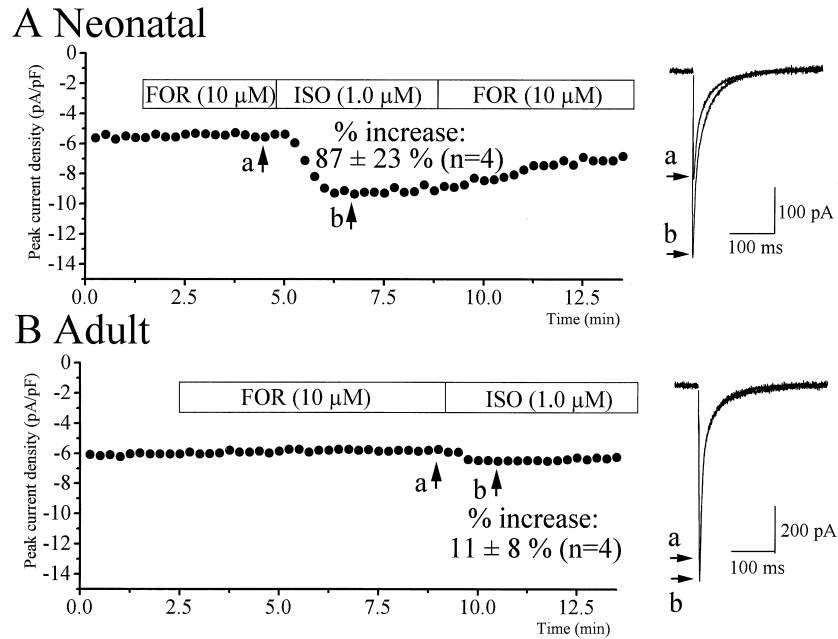 A Neonatal
0
-2
-4
-6
-8
-10
-12
-14
Peak current density (pA/pF)
FOR (10 μM)
ISO (1.0 μM)
FOR (10 μM)
% increase:
87 ± 23 % (n=4)
a
b
0.0
2.5
5.0
7.5
10.0
12.5
Time (min)
a
b
100 pA
100 ms
B Adult
0
-2
-4
-6
-8
-10
-12
-14
Peak current density (pA/pF)
FOR (10 μM)
ISO (1.0 μM)
a
b
% increase:
11 ± 8 % (n=4)
0.0
2.5
5.0
7.5
10.0
12.5
Time (min)
a
b
200 pA
100 ms